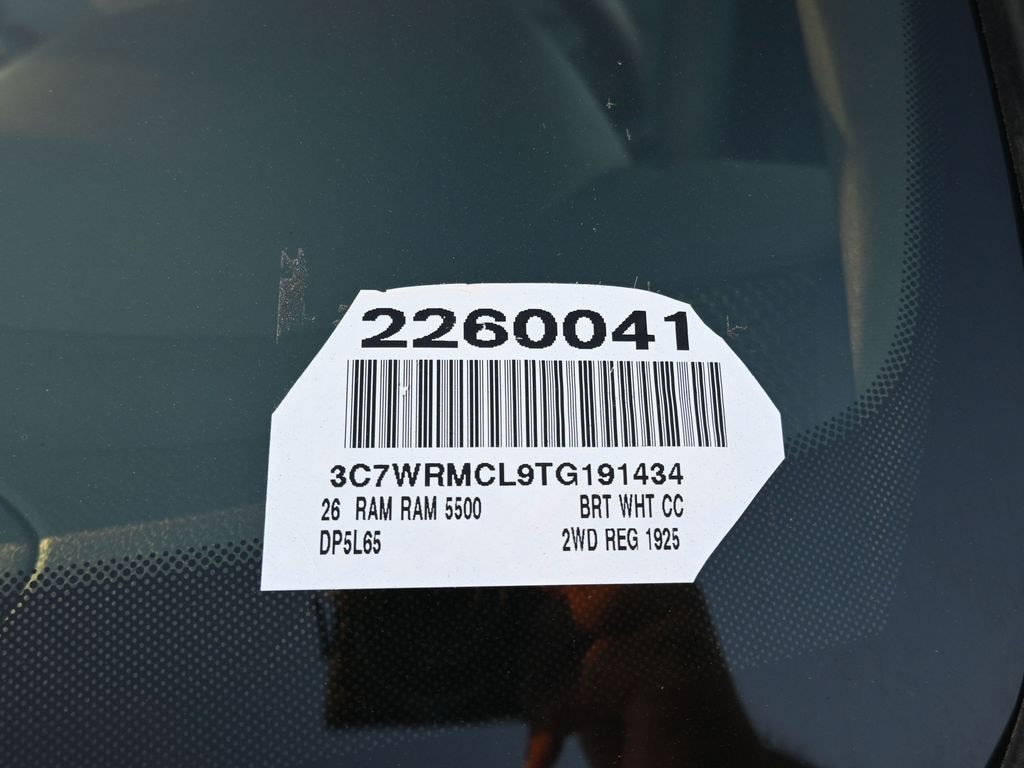 2260041
3C7WRMCL9TG191434
26 RAM RAM 5500 BRT WHT CC
DP5L65 2WD REG 1925